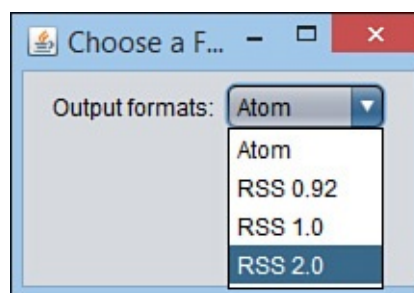 Choose a F...
Output formats: Atom
Atom
RSS 0.92
RSS 1.0
RSS 2.0